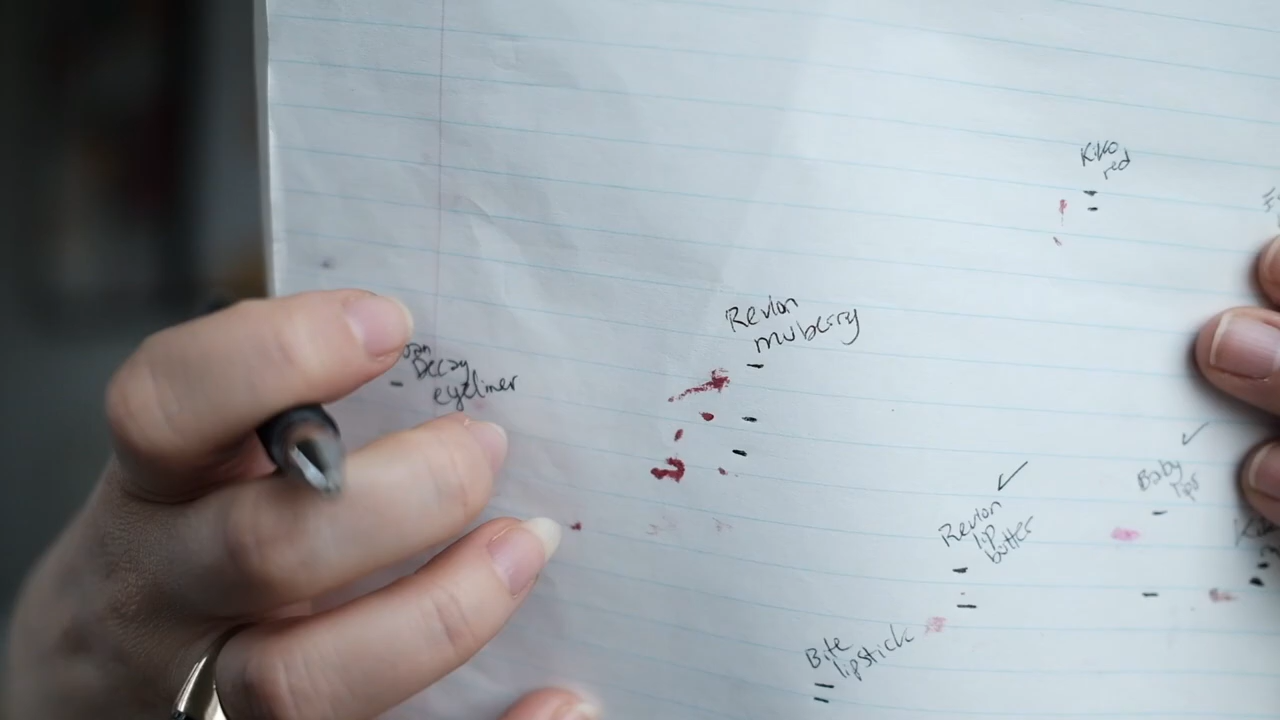 Kiko
red
Revlon
mulberry
Decay
eyeliner
Baby
lips
Revlon
lip
butter
Bite
lipstick